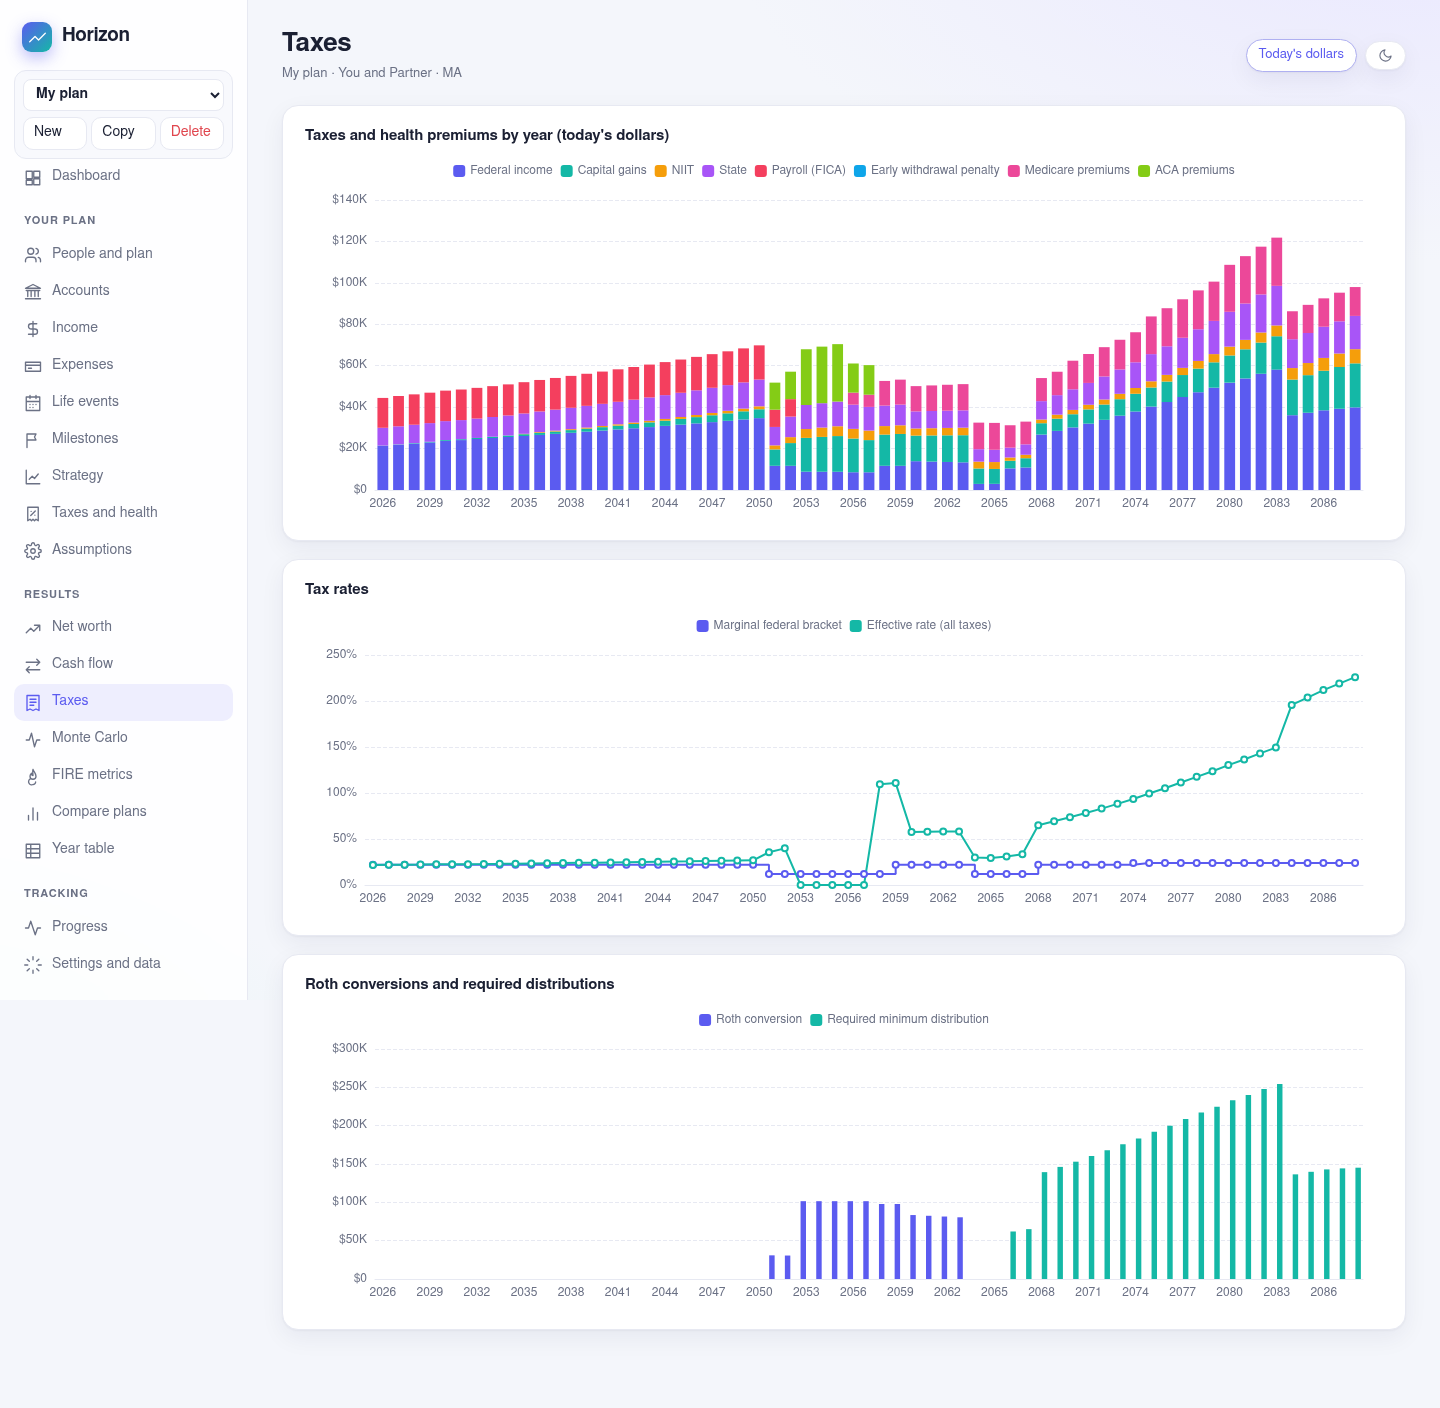 Horizon
My plan
New
Copy
Delete
Dashboard
YOUR PLAN
People and plan
Accounts
Income
Expenses
Life events
Milestones
Strategy
Taxes and health
Assumptions
RESULTS
Net worth
Cash flow
Taxes
Monte Carlo
FIRE metrics
Compare plans
Year table
TRACKING
Progress
Settings and data
Taxes
My plan · You and Partner · MA
Today's dollars
Taxes and health premiums by year (today's dollars)
Federal income Capital gains NIIT State Payroll (FICA) Early withdrawal penalty Medicare premiums ACA premiums
$140K
$120K
$100K
$80K
$60K
$40K
$20K
$0
2026 2029 2032 2035 2038 2041 2044 2047 2050 2053 2056 2059 2062 2065 2068 2071 2074 2077 2080 2083 2086
Tax rates
Marginal federal bracket Effective rate (all taxes)
250%
200%
150%
100%
50%
0%
2026 2029 2032 2035 2038 2041 2044 2047 2050 2053 2056 2059 2062 2065 2068 2071 2074 2077 2080 2083 2086
Roth conversions and required distributions
Roth conversion Required minimum distribution
$300K
$250K
$200K
$150K
$100K
$50K
$0
2026 2029 2032 2035 2038 2041 2044 2047 2050 2053 2056 2059 2062 2065 2068 2071 2074 2077 2080 2083 2086